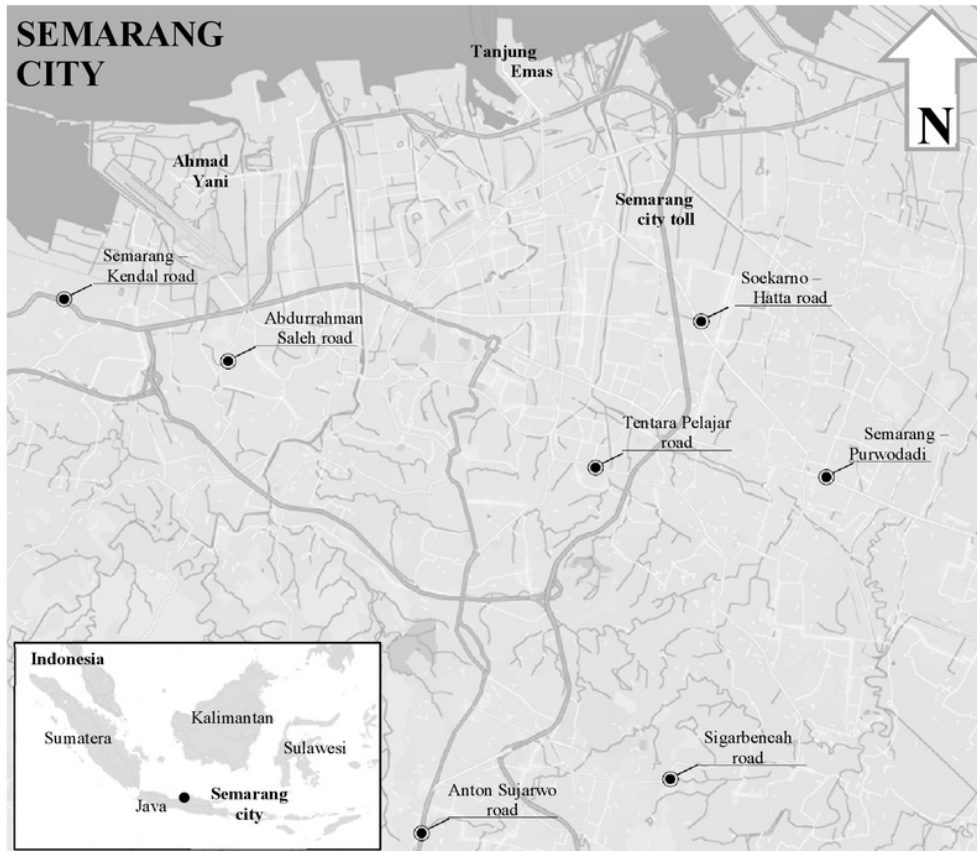 SEMARANG
CITY
Tanjung
Emas
N
Ahmad
Yani
Semarang
city toll
Semarang –
Kendal road
Soekarno –
Hatta road
Abdurrahman
Saleh road
Tentara Pelajar
road
Semarang –
Purwodadi
Sigarbencah
road
Anton Sujarwo
road
Indonesia
Kalimantan
Sumatera
Sulawesi
Java
Semarang
city